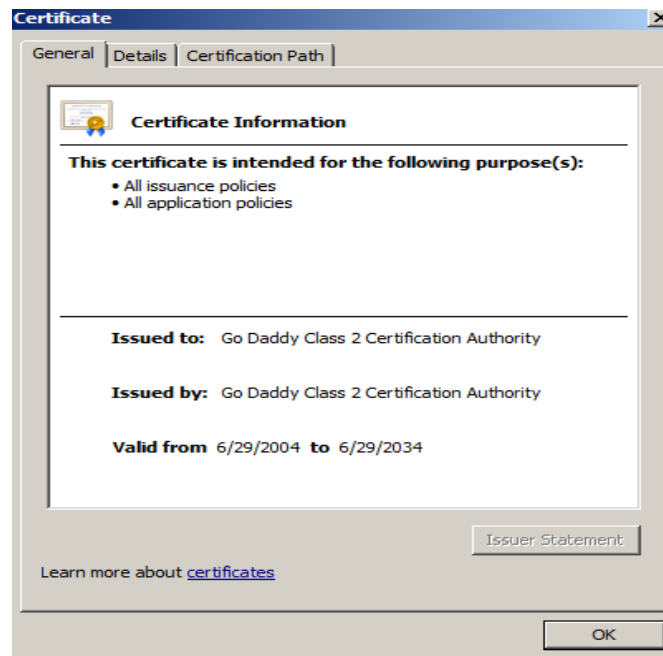 Certificate
General Details Certification Path
Certificate Information
This certificate is intended for the following purpose(s):
• All issuance policies
• All application policies
Issued to: Go Daddy Class 2 Certification Authority
Issued by: Go Daddy Class 2 Certification Authority
Valid from 6/29/2004 to 6/29/2034
Issuer Statement
Learn more about certificates
OK